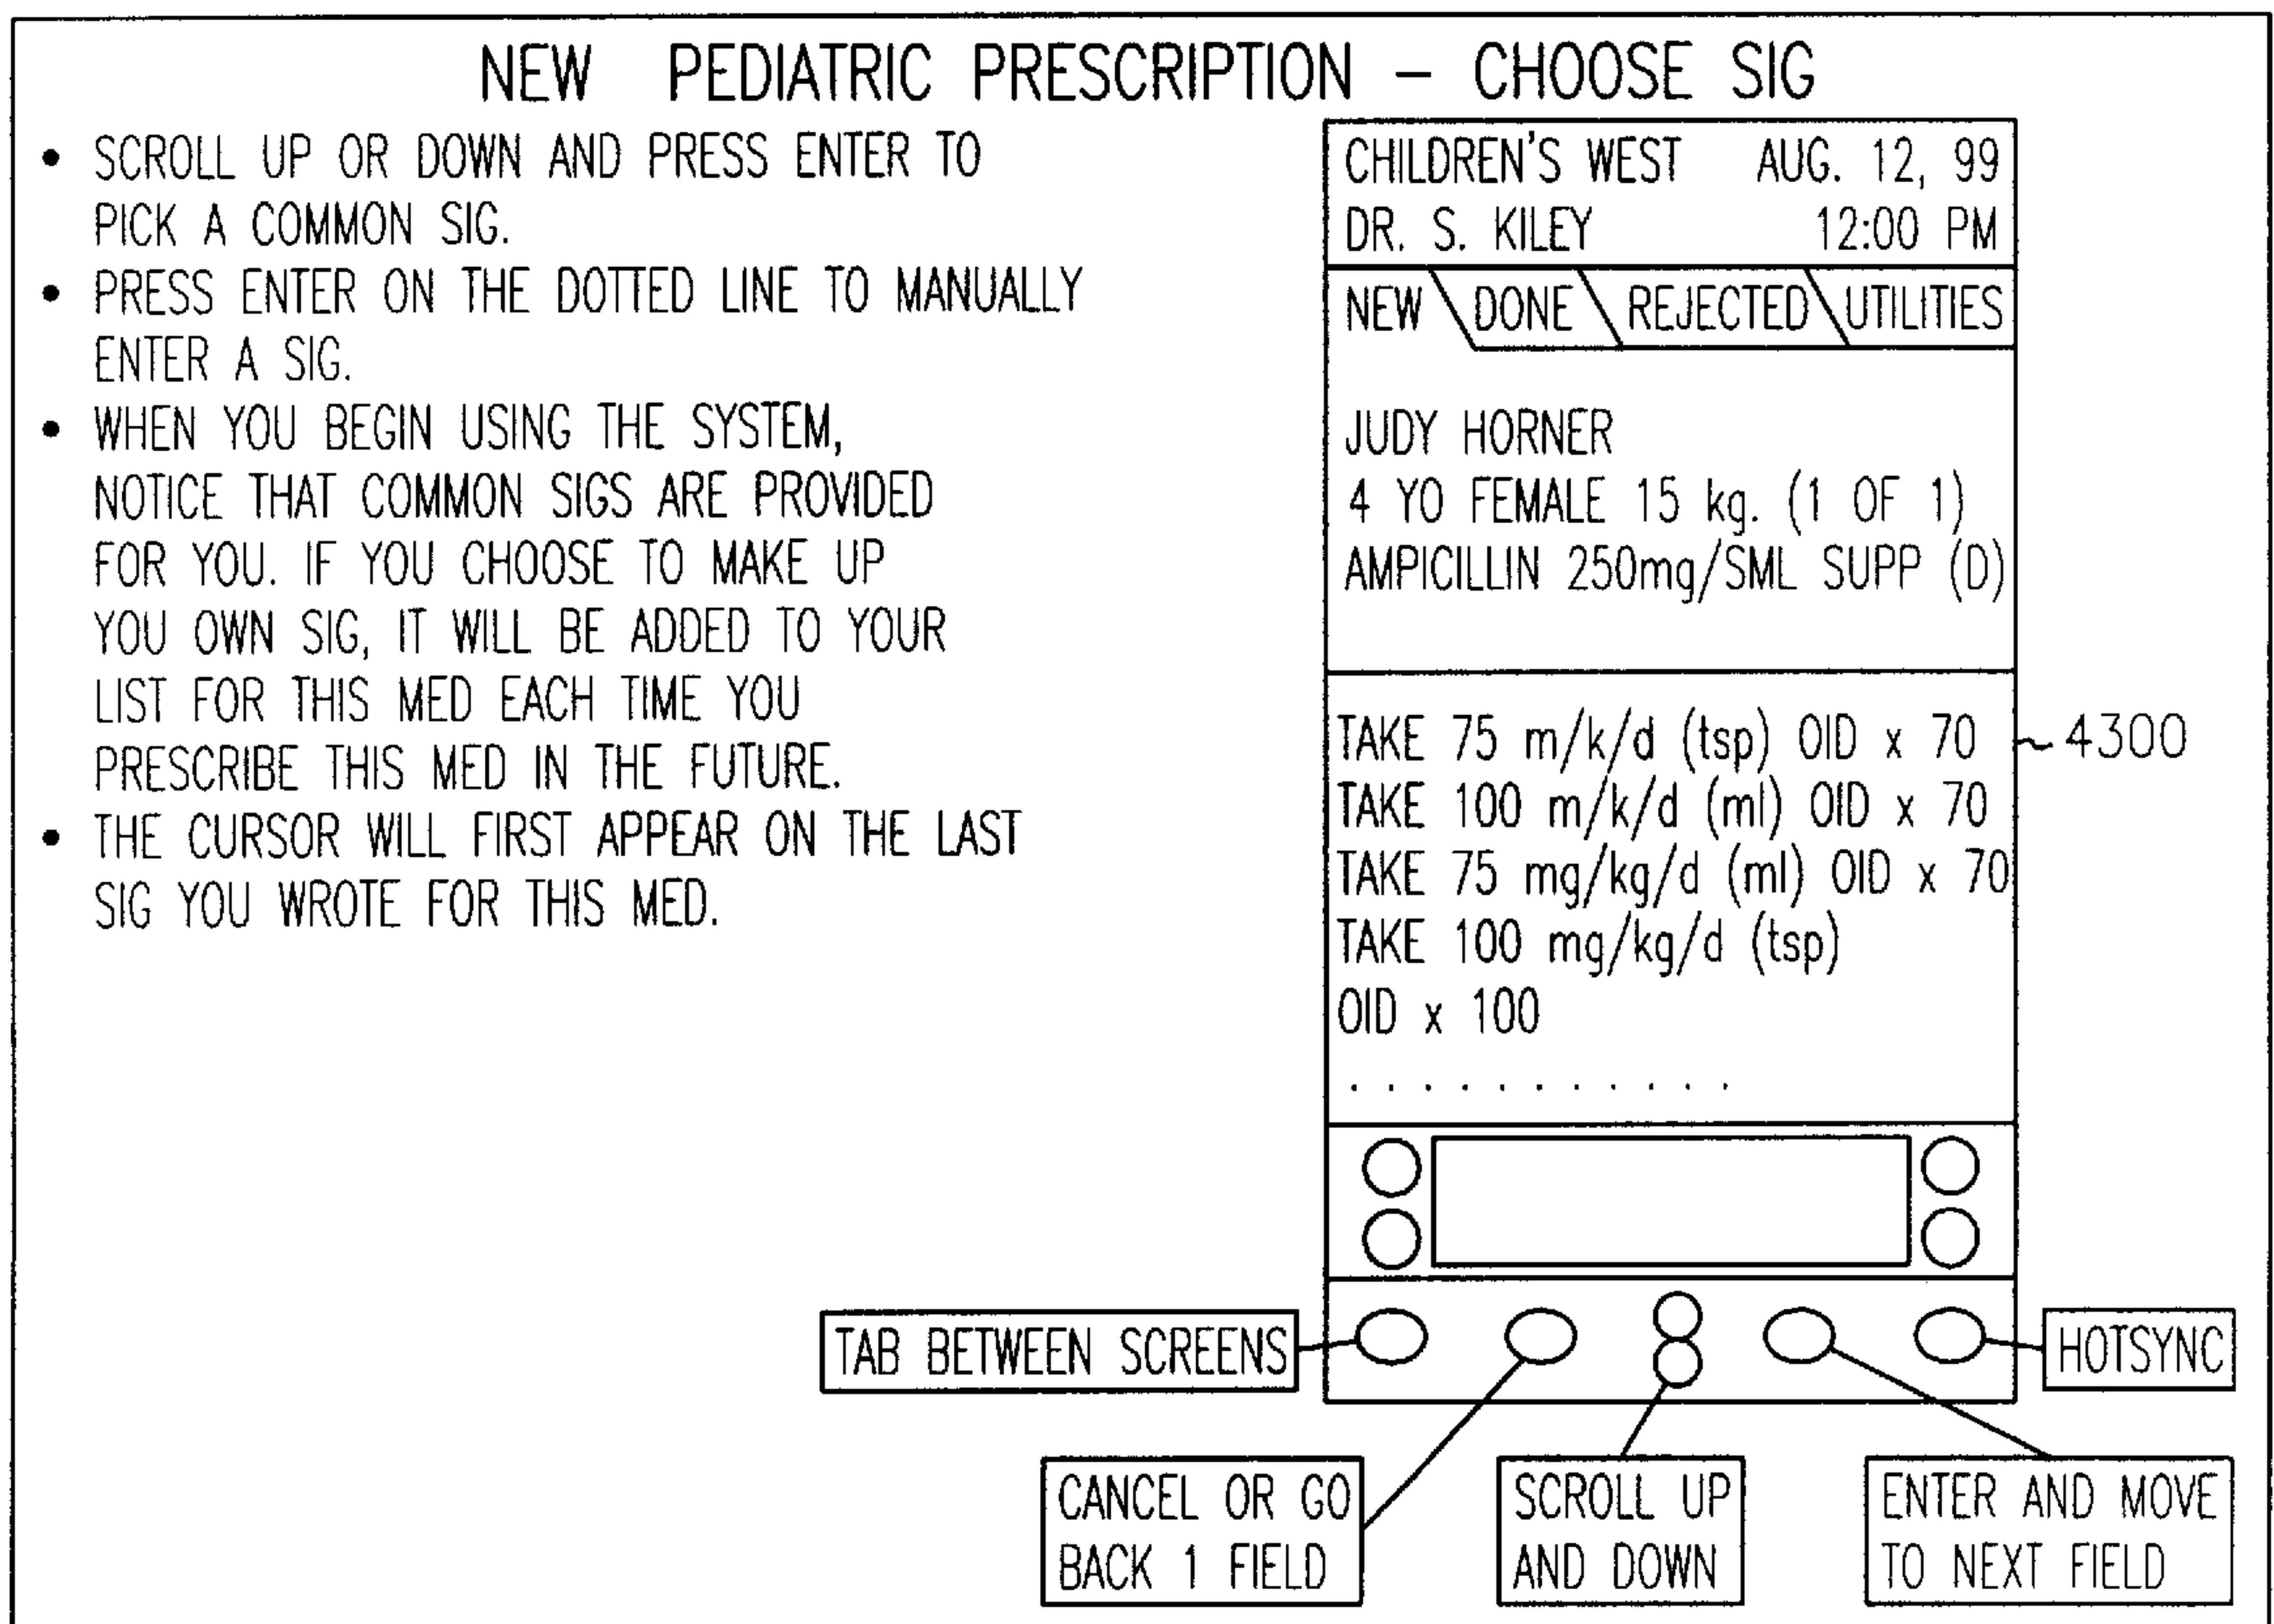 NEW PEDIATRIC PRESCRIPTION – CHOOSE SIG
• SCROLL UP OR DOWN AND PRESS ENTER TO
PICK A COMMON SIG.
• PRESS ENTER ON THE DOTTED LINE TO MANUALLY
ENTER A SIG.
• WHEN YOU BEGIN USING THE SYSTEM,
NOTICE THAT COMMON SIGS ARE PROVIDED
FOR YOU. IF YOU CHOOSE TO MAKE UP
YOU OWN SIG, IT WILL BE ADDED TO YOUR
LIST FOR THIS MED EACH TIME YOU
PRESCRIBE THIS MED IN THE FUTURE.
• THE CURSOR WILL FIRST APPEAR ON THE LAST
SIG YOU WROTE FOR THIS MED.
CHILDREN'S WEST AUG. 12, 99
DR. S. KILEY 12:00 PM
NEW DONE REJECTED UTILITIES
JUDY HORNER
4 YO FEMALE 15 kg. (1 OF 1)
AMPICILLIN 250mg/SML SUPP (D)
TAKE 75 m/k/d (tsp) OID x 70
4300
TAKE 100 m/k/d (ml) OID x 70
TAKE 75 mg/kg/d (ml) OID x 70
TAKE 100 mg/kg/d (tsp)
OID x 100
. . . . . . . . . . .
TAB BETWEEN SCREENS
HOTSYNC
CANCEL OR GO
BACK 1 FIELD
SCROLL UP
AND DOWN
ENTER AND MOVE
TO NEXT FIELD